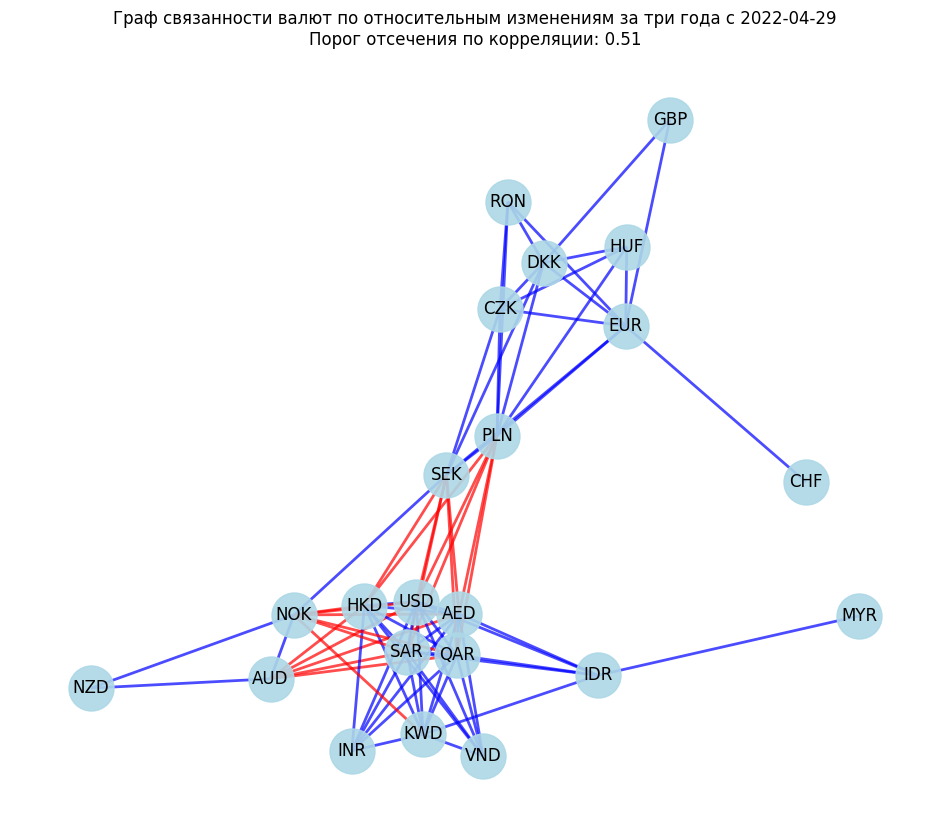 Граф связанности валют по относительным изменениям за три года с 2022-04-29
Порог отсечения по корреляции: 0.51
GBP
RON
HUF
DKK
CZK
EUR
PLN
SEK
CHF
USD
HKD
AED
NOK
MYR
SAR
QAR
IDR
AUD
NZD
KWD
INR
VND